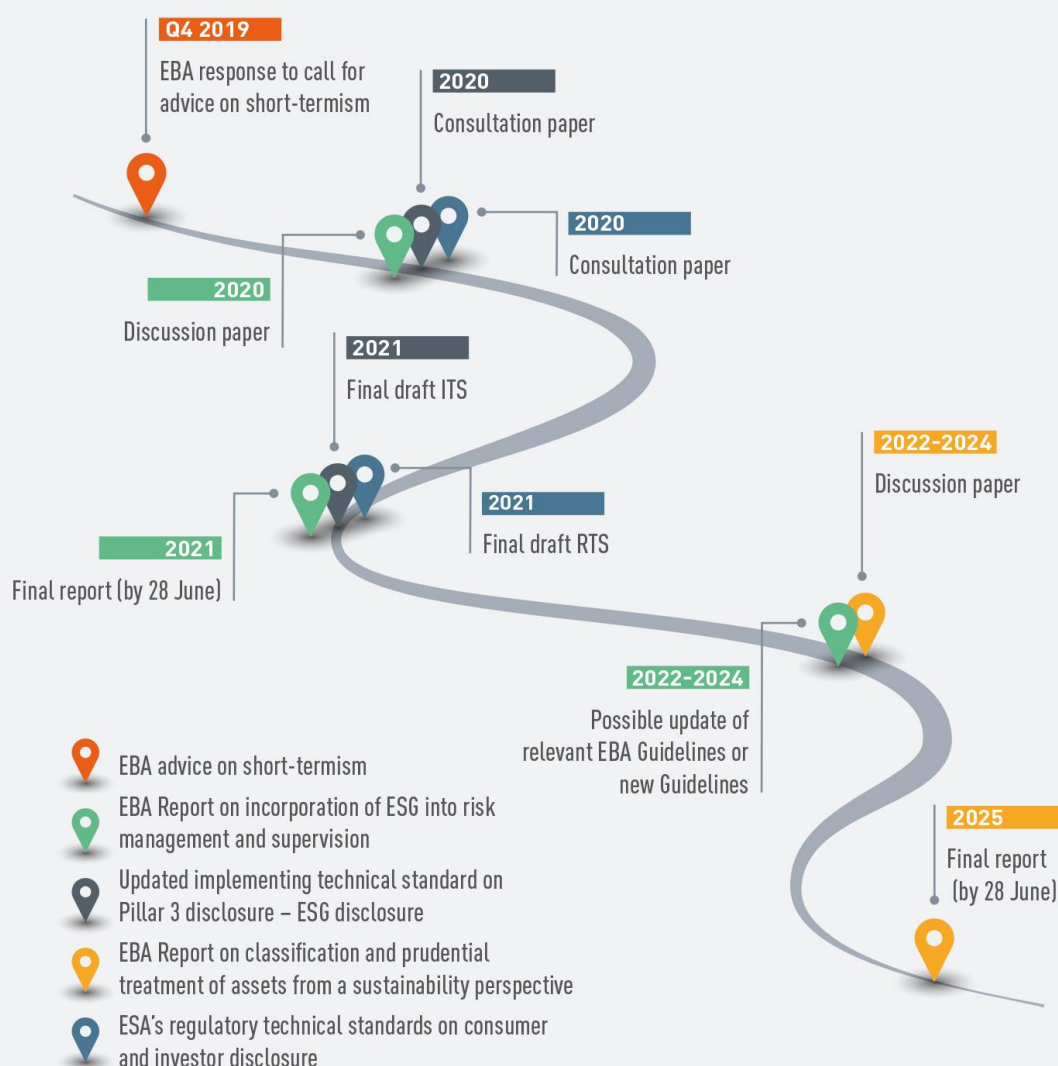 Q4 2019
EBA response to call for
advice on short-termism
2020
Consultation paper
2020
Consultation paper
2020
Discussion paper
2021
Final draft ITS
2021
Final draft RTS
2021
Final report (by 28 June)
2022-2024
Discussion paper
2022-2024
Possible update of
relevant EBA Guidelines or
new Guidelines
2025
Final report
(by 28 June)
EBA advice on short-termism
EBA Report on incorporation of ESG into risk
management and supervision
Updated implementing technical standard on
Pillar 3 disclosure – ESG disclosure
EBA Report on classification and prudential
treatment of assets from a sustainability perspective
ESA's regulatory technical standards on consumer
and investor disclosure